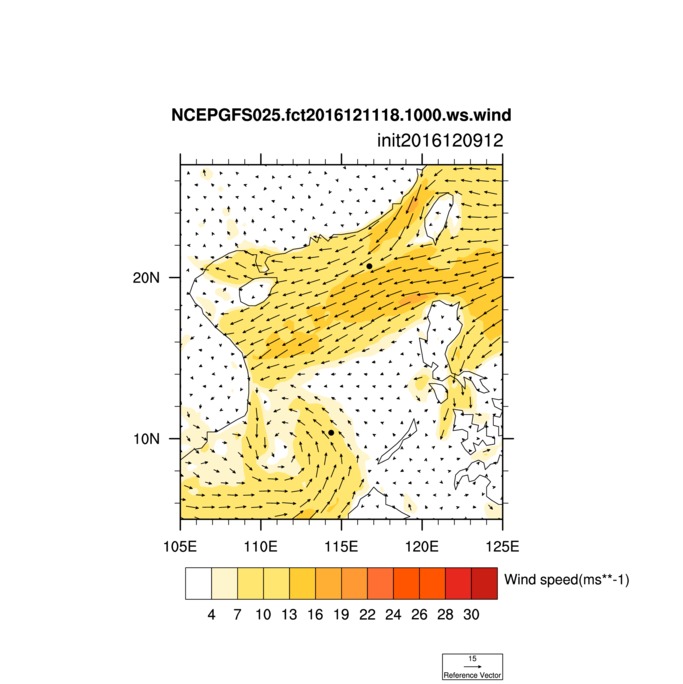 NCEPGFS025.fct2016121118.1000.ws.wind
init2016120912
20N
10N
105E 110E 115E 120E 125E
Wind speed(ms**-1)
4 7 10 13 16 19 22 24 26 28 30
15
Reference Vector